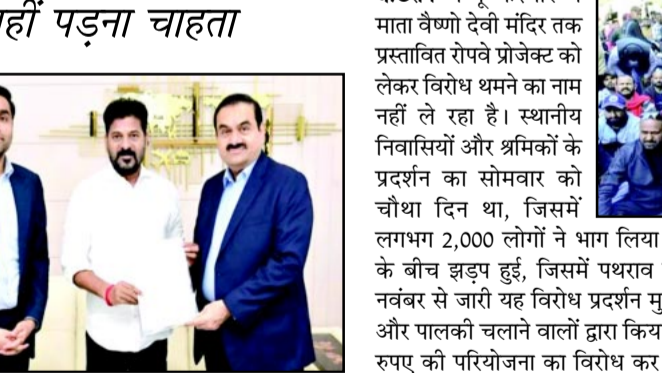 पड़ना चाहता
माता वैष्णो देवी मंदिर तक
प्रस्तावित रोपवे प्रोजेक्ट को
लेकर विरोध थमने का नाम
नहीं ले रहा है। स्थानीय
निवासियों और श्रमिकों के
प्रदर्शन का सोमवार को
चौथा दिन था, जिसमें
लगभग 2,000 लोगों ने भाग लिया
के बीच झड़प हुई, जिसमें पथराव
नवंबर से जारी यह विरोध प्रदर्शन
और पालकी चलाने वालों द्वारा
रुपए की परियोजना का विरोध कर